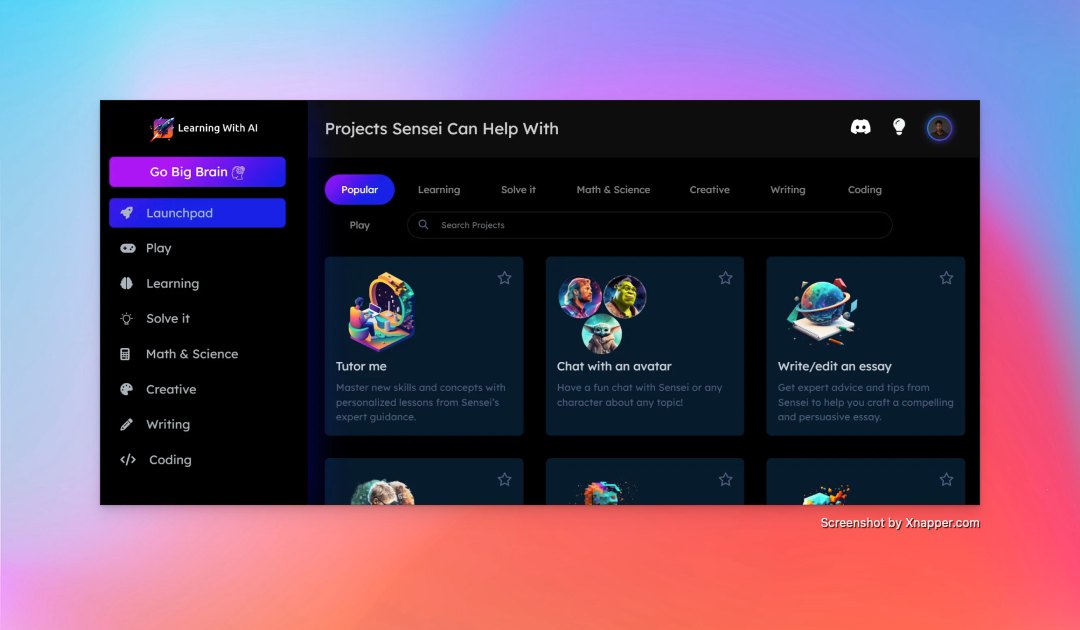 Learning With AI
Go Big Brain
Launchpad
Play
Learning
Solve it
Math & Science
Creative
Writing
Coding
Projects Sensei Can Help With
Popular
Learning
Solve it
Math & Science
Creative
Writing
Coding
Play
Search Projects
Tutor me
Master new skills and concepts with
personalized lessons from Sensei's
expert guidance.
Chat with an avatar
Have a fun chat with Sensei or any
character about any topic!
Write/edit an essay
Get expert advice and tips from
Sensei to help you craft a compelling
and persuasive essay.
Screenshot by Xnapper.com